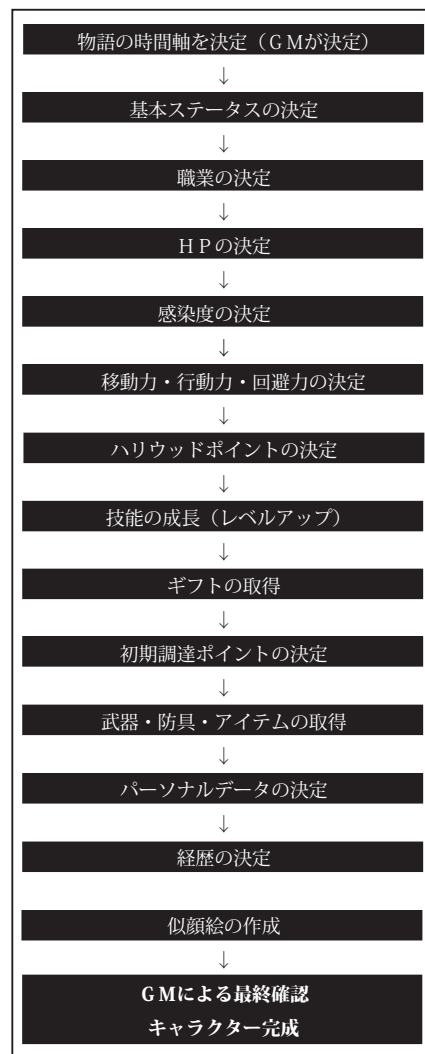 物語の時間軸を決定（ＧＭが決定）
↓
基本ステータスの決定
↓
職業の決定
↓
ＨＰの決定
↓
感染度の決定
↓
移動力・行動力・回避力の決定
↓
ハリウッドポイントの決定
↓
技能の成長（レベルアップ）
↓
ギフトの取得
↓
初期調達ポイントの決定
↓
武器・防具・アイテムの取得
↓
パーソナルデータの決定
↓
経歴の決定
似顔絵の作成
↓
ＧＭによる最終確認
キャラクター完成